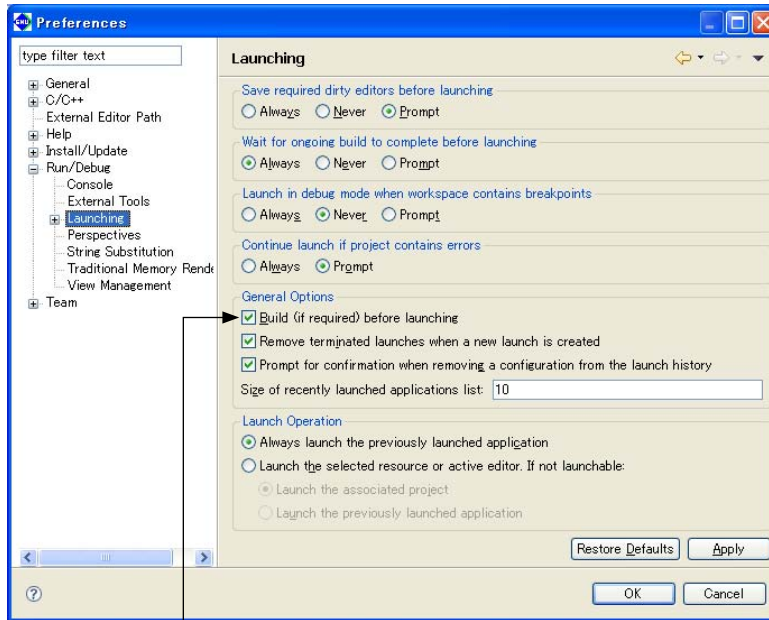 Preferences
type filter text
General
C/C++
External Editor Path
Help
Install/Update
Run/Debug
Console
External Tools
Launching
Perspectives
String Substitution
Traditional Memory Rende
View Management
Team
Launching
Save required dirty editors before launching
Always Never Prompt
Wait for ongoing build to complete before launching
Always Never Prompt
Launch in debug mode when workspace contains breakpoints
Always Never Prompt
Continue launch if project contains errors
Always Prompt
General Options
Build (if required) before launching
Remove terminated launches when a new launch is created
Prompt for confirmation when removing a configuration from the launch history
Size of recently launched applications list: 10
Launch Operation
Always launch the previously launched application
Launch the selected resource or active editor. If not launchable:
Launch the associated project
Launch the previously launched application
Restore Defaults Apply
? OK Cancel